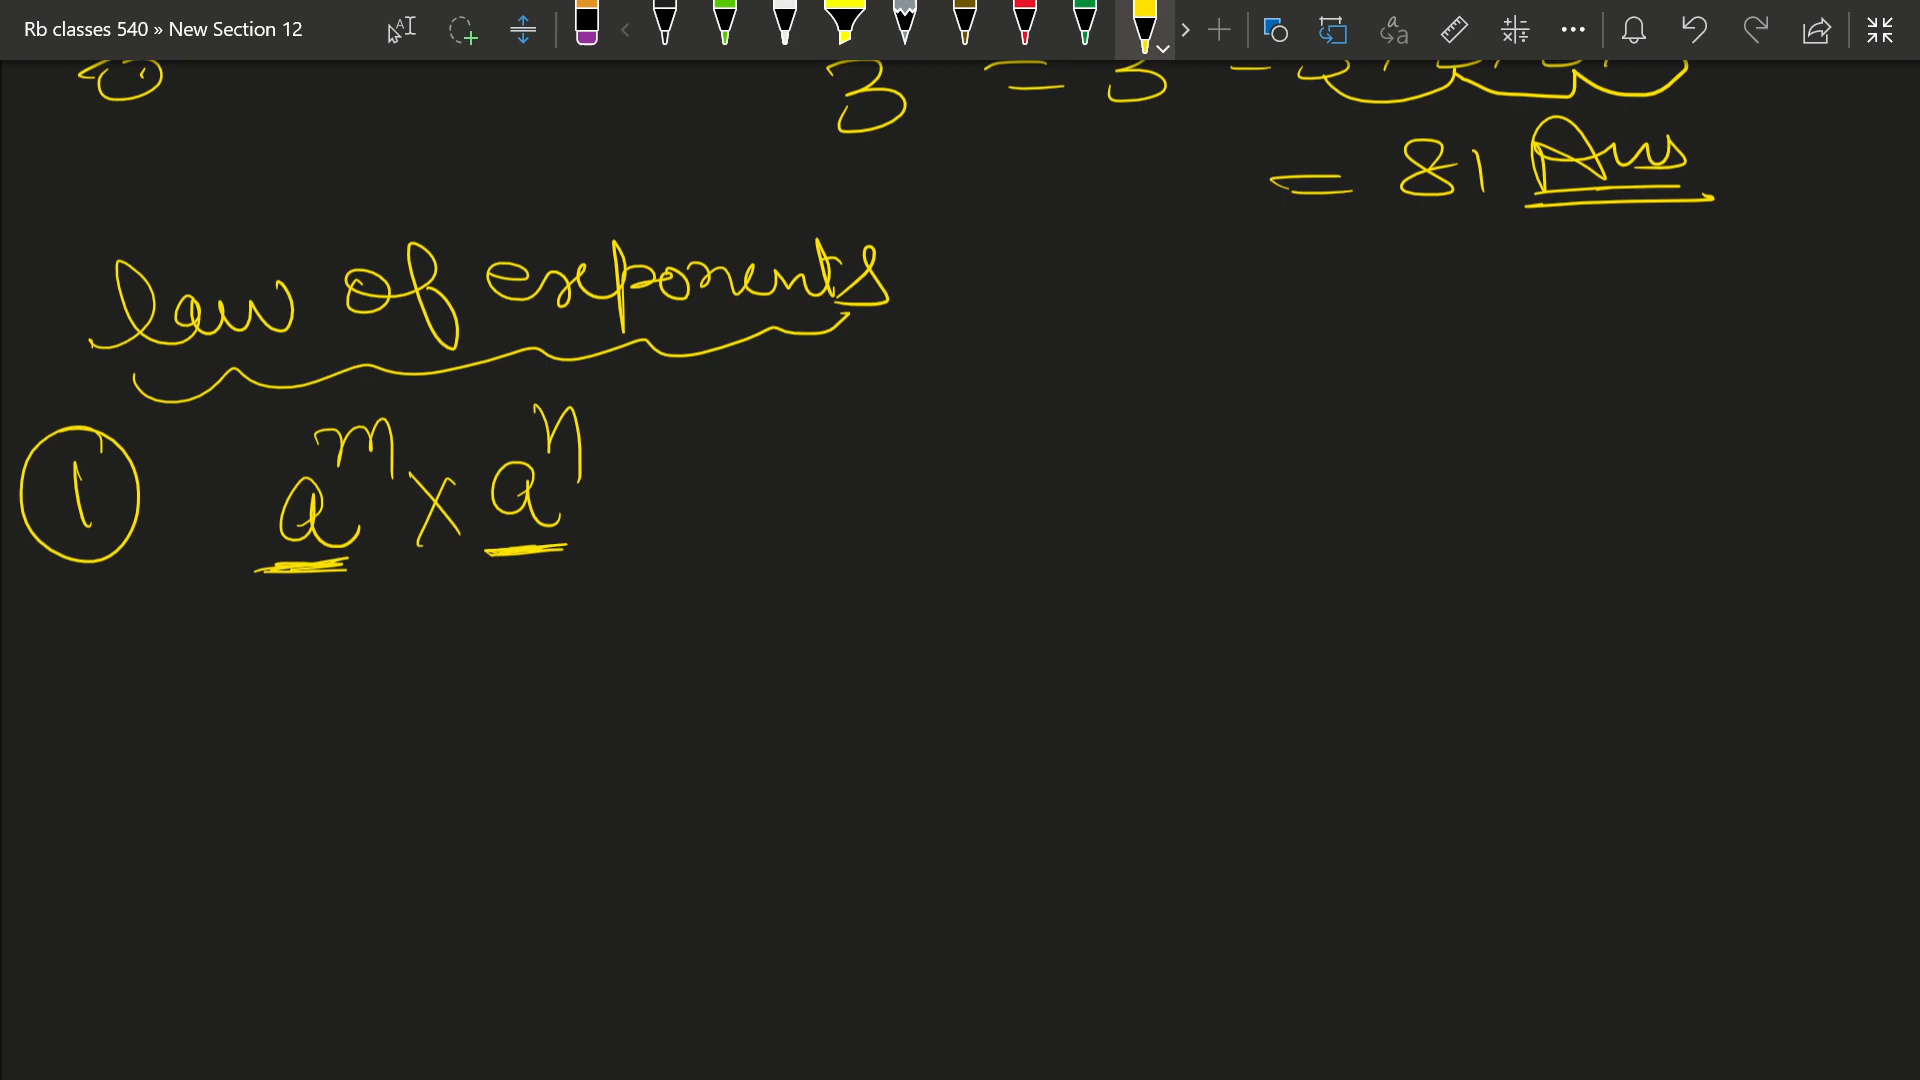 Rb classes 540 » New Section 12
= 81 Ans
law of exponents
1 a^m × a^n